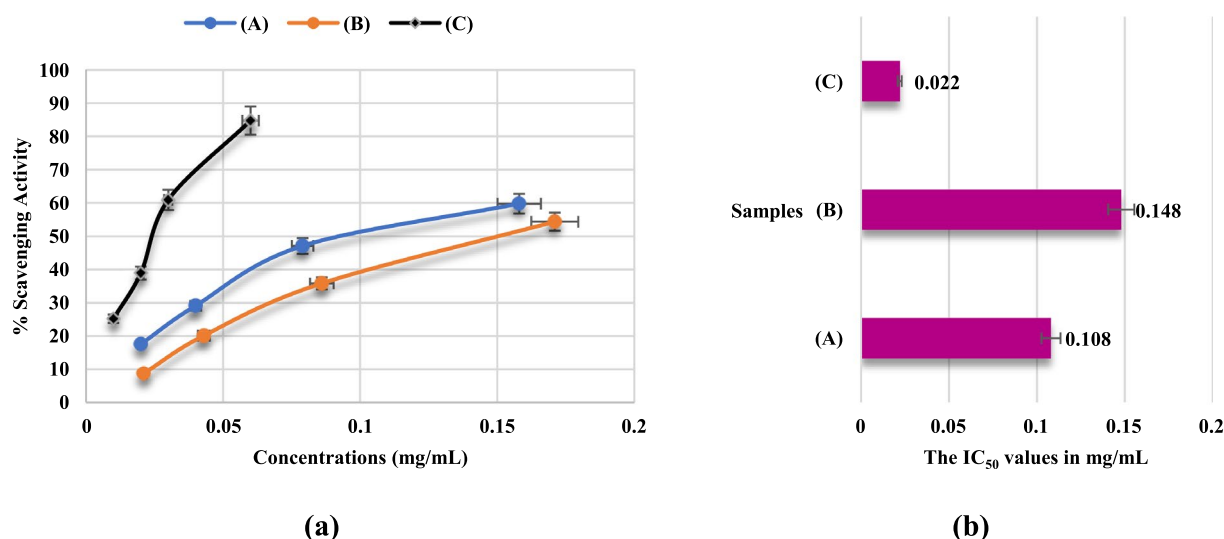 (A) (B) (C)
100
90
80
70
60
50
40
30
20
10
0
% Scavenging Activity
0 0.05 0.1 0.15 0.2
Concentrations (mg/mL)
(a)
(C) 0.022
Samples (B) 0.148
(A) 0.108
0 0.05 0.1 0.15 0.2
The IC₅₀ values in mg/mL
(b)